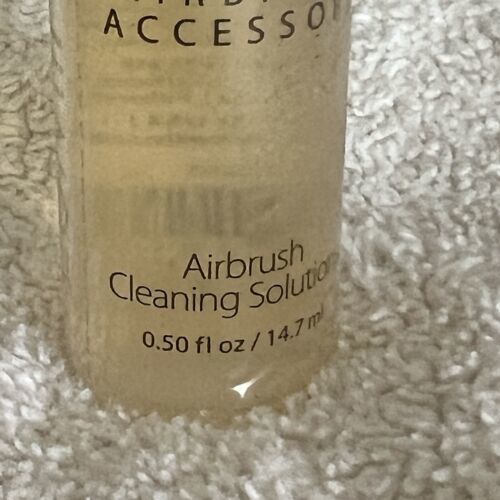 ACCESSO
Airbrush
Cleaning Solution
0.50 fl oz / 14.7 ml